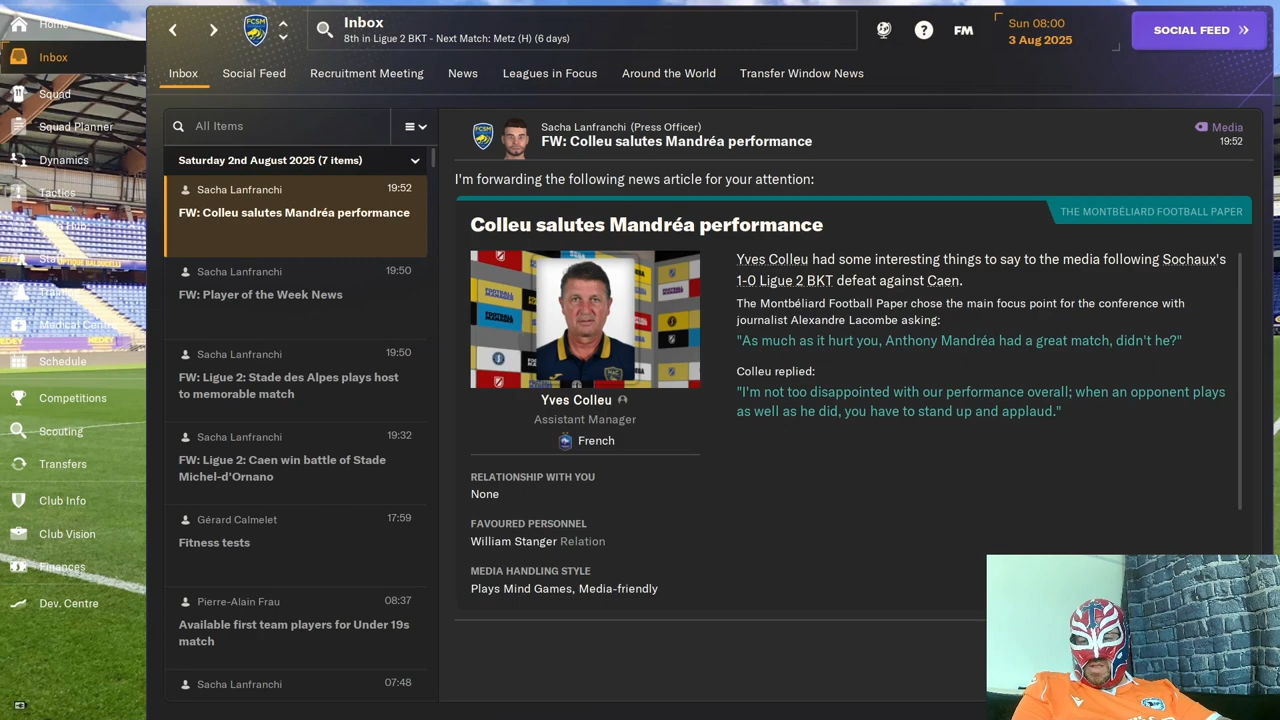 Home
Inbox
Squad
Squad Planner
Dynamics
Tactics
Medical Cent
Schedule
Competitions
Scouting
Transfers
Club Info
Club Vision
Finances
Dev. Centre
FCSM
Inbox
8th in Ligue 2 BKT - Next Match: Metz (H) (6 days)
?
FM
Sun 08:00
3 Aug 2025
SOCIAL FEED
Inbox
Social Feed
Recruitment Meeting
News
Leagues in Focus
Around the World
Transfer Window News
All Items
Saturday 2nd August 2025 (7 items)
Sacha Lanfranchi 19:52
FW: Colleu salutes Mandréa performance
Sacha Lanfranchi 19:50
FW: Player of the Week News
Sacha Lanfranchi 19:50
FW: Ligue 2: Stade des Alpes plays host
to memorable match
Sacha Lanfranchi 19:32
FW: Ligue 2: Caen win battle of Stade
Michel-d'Ornano
Gérard Calmelet 17:59
Fitness tests
Pierre-Alain Frau 08:37
Available first team players for Under 19s
match
Sacha Lanfranchi 07:48
FCSM
Sacha Lanfranchi (Press Officer)
FW: Colleu salutes Mandréa performance
Media
19:52
I'm forwarding the following news article for your attention:
THE MONTBÉLIARD FOOTBALL PAPER
Colleu salutes Mandréa performance
Yves Colleu
Assistant Manager
French
RELATIONSHIP WITH YOU
None
FAVOURED PERSONNEL
William Stanger Relation
MEDIA HANDLING STYLE
Plays Mind Games, Media-friendly
Yves Colleu had some interesting things to say to the media following Sochaux's
1-0 Ligue 2 BKT defeat against Caen.
The Montbéliard Football Paper chose the main focus point for the conference with
journalist Alexandre Lacombe asking:
"As much as it hurt you, Anthony Mandréa had a great match, didn't he?"
Colleu replied:
"I'm not too disappointed with our performance overall; when an opponent plays
as well as he did, you have to stand up and applaud."